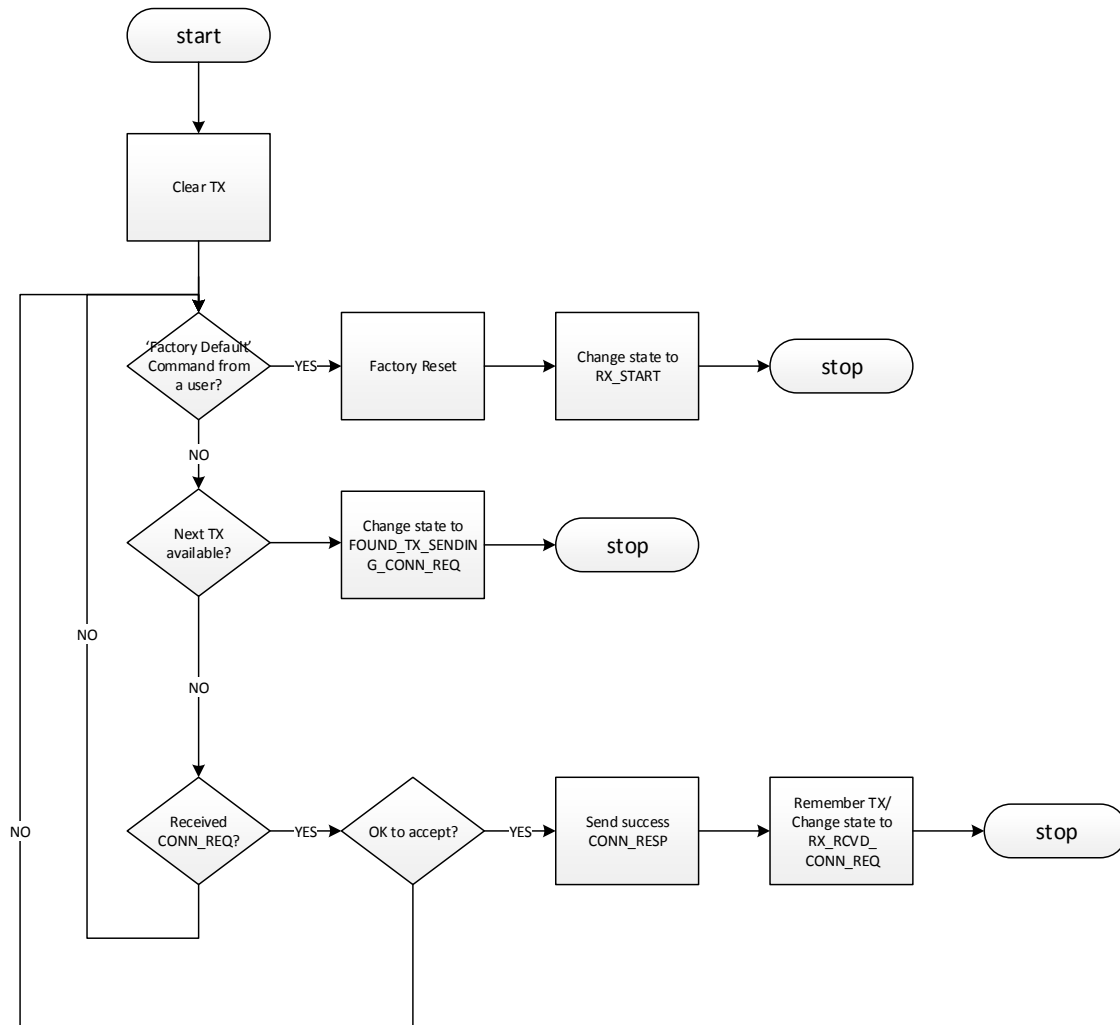 start
Clear TX
‘Factory Default’
Command from
a user?
YES
Factory Reset
Change state to
RX_START
stop
NO
Next TX
available?
Change state to
FOUND_TX_SENDIN
G_CONN_REQ
stop
NO
NO
NO
Received
CONN_REQ?
YES
OK to accept?
YES
Send success
CONN_RESP
Remember TX/
Change state to
RX_RCVD_
CONN_REQ
stop